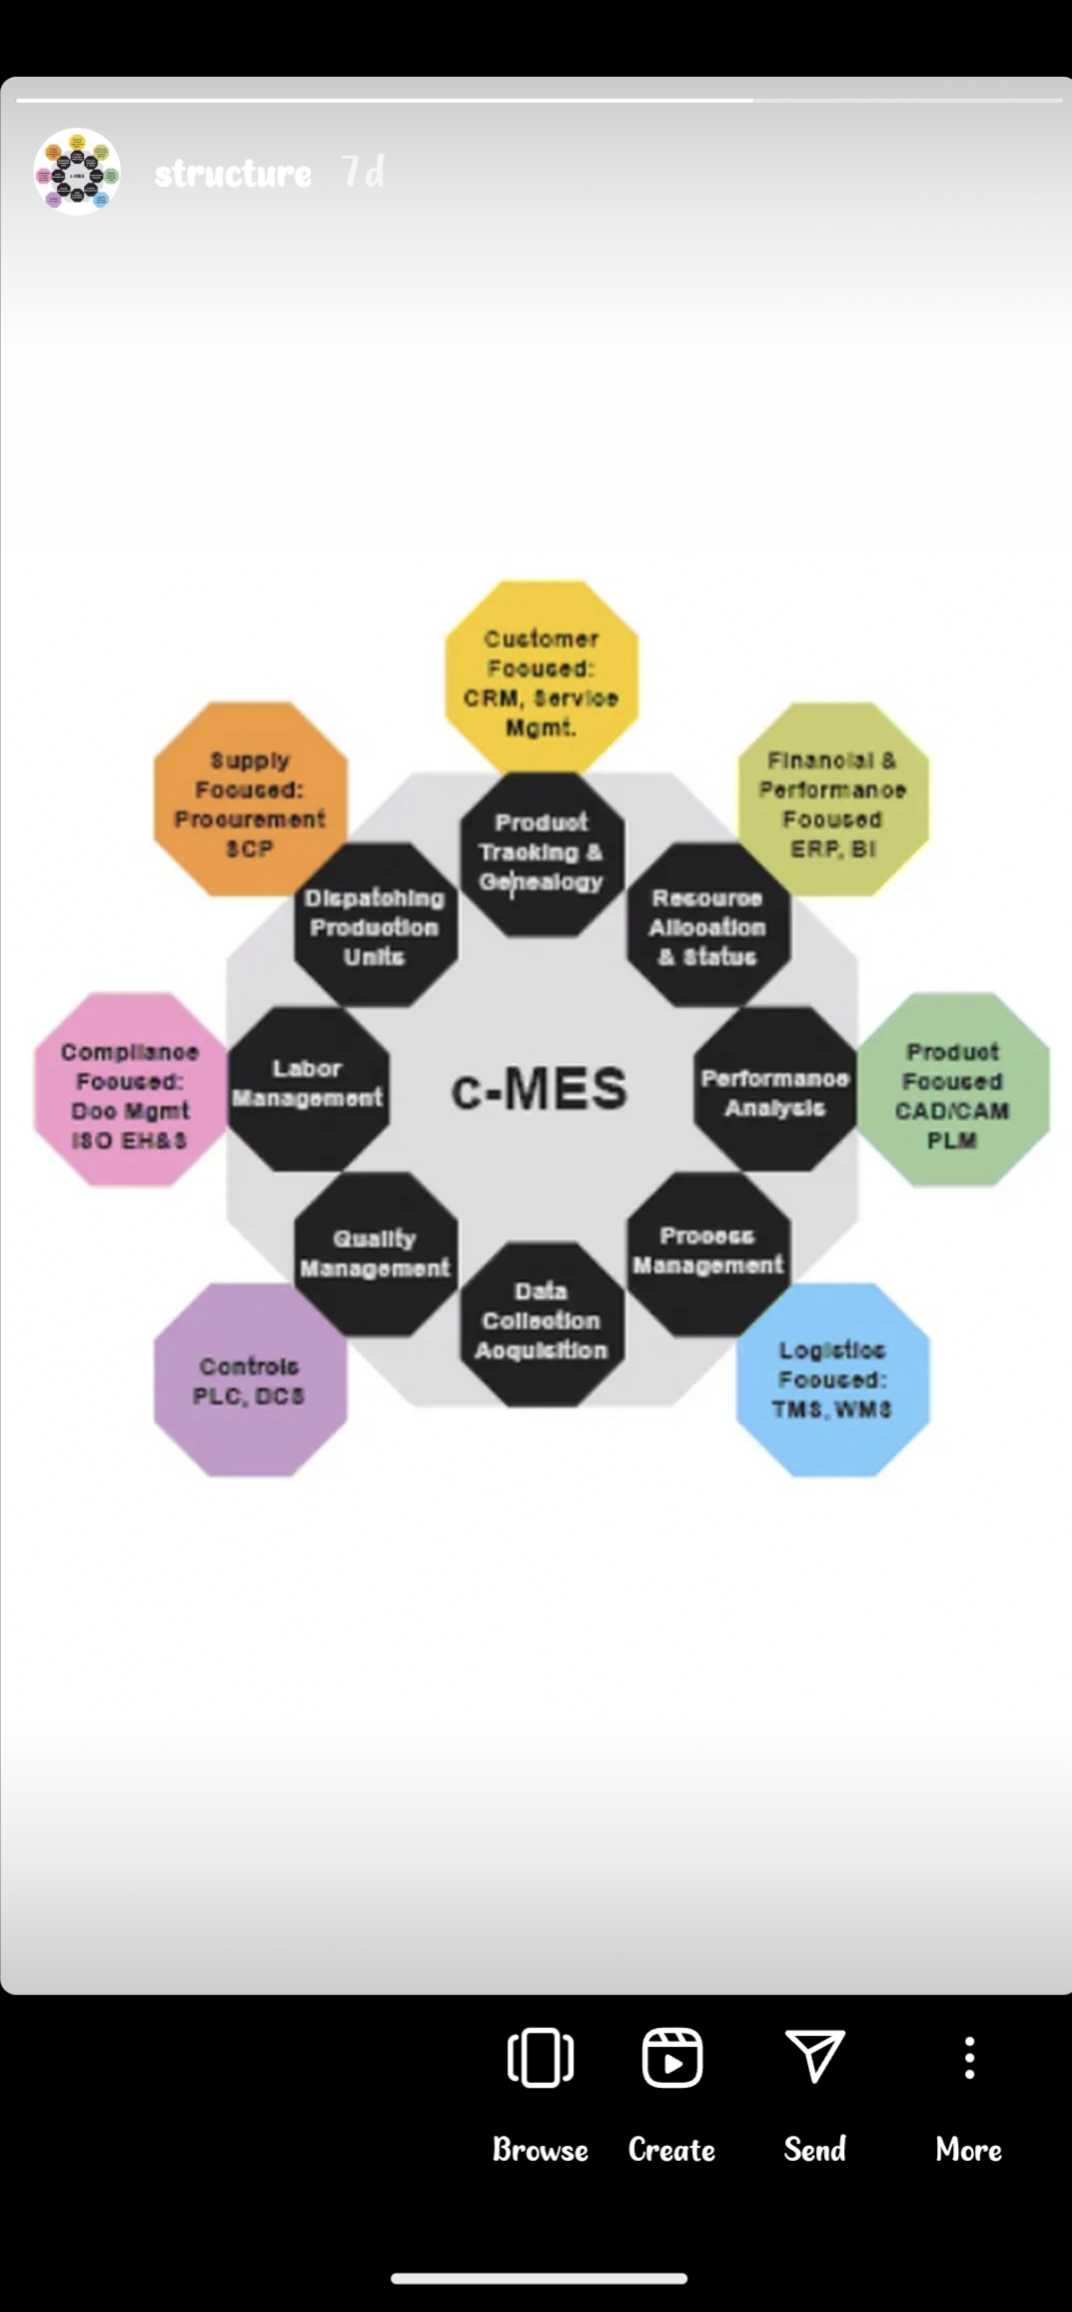 structure 7d
Customer
Focused:
CRM, Service
Mgmt.
Supply
Focused:
Procurement
SCP
Financial &
Performance
Focused
ERP, BI
Product
Tracking &
Genealogy
Dispatching
Production
Units
Resource
Allocation
& Status
Compliance
Focused:
Doc Mgmt
ISO EH&S
Labor
Management
c-MES
Performance
Analysis
Product
Focused
CAD/CAM
PLM
Quality
Management
Data
Collection
Acquisition
Process
Management
Controls
PLC, DCS
Logistics
Focused:
TMS, WMS
Browse
Create
Send
More